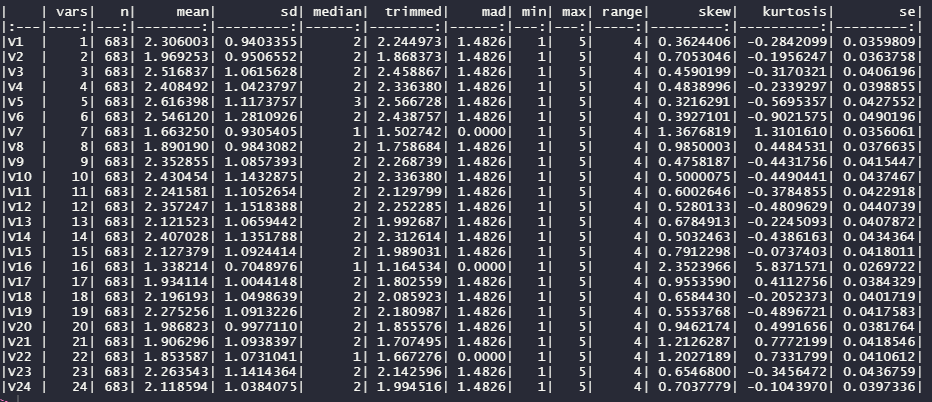 |    | vars|   n|     mean|        sd| median|  trimmed|    mad| min| max| range|      skew|   kurtosis|        se|
|:---|----:|---:|--------:|---------:|------:|--------:|------:|---:|---:|-----:|---------:|----------:|---------:|
|v1  |    1| 683| 2.306003| 0.9403355|      2| 2.244973| 1.4826|   1|   5|     4| 0.3624406| -0.2842099| 0.0359809|
|v2  |    2| 683| 1.969253| 0.9506552|      2| 1.868373| 1.4826|   1|   5|     4| 0.7053046| -0.1956247| 0.0363758|
|v3  |    3| 683| 2.516837| 1.0615628|      2| 2.458867| 1.4826|   1|   5|     4| 0.4590199| -0.3170321| 0.0406196|
|v4  |    4| 683| 2.408492| 1.0423797|      2| 2.336380| 1.4826|   1|   5|     4| 0.4838996| -0.2339297| 0.0398855|
|v5  |    5| 683| 2.616398| 1.1173757|      3| 2.566728| 1.4826|   1|   5|     4| 0.3216291| -0.5695357| 0.0427552|
|v6  |    6| 683| 2.546120| 1.2810926|      2| 2.438757| 1.4826|   1|   5|     4| 0.3927101| -0.9021575| 0.0490196|
|v7  |    7| 683| 1.663250| 0.9305405|      1| 1.502742| 0.0000|   1|   5|     4| 1.3676819|  1.3101610| 0.0356061|
|v8  |    8| 683| 1.890190| 0.9843082|      2| 1.758684| 1.4826|   1|   5|     4| 0.9850003|  0.4484531| 0.0376635|
|v9  |    9| 683| 2.352855| 1.0857393|      2| 2.268739| 1.4826|   1|   5|     4| 0.4758187| -0.4431756| 0.0415447|
|v10 |   10| 683| 2.430454| 1.1432875|      2| 2.336380| 1.4826|   1|   5|     4| 0.5000075| -0.4490441| 0.0437467|
|v11 |   11| 683| 2.241581| 1.1052654|      2| 2.129799| 1.4826|   1|   5|     4| 0.6002646| -0.3784855| 0.0422918|
|v12 |   12| 683| 2.357247| 1.1518388|      2| 2.252285| 1.4826|   1|   5|     4| 0.5280133| -0.4809629| 0.0440739|
|v13 |   13| 683| 2.121523| 1.0659442|      2| 1.992687| 1.4826|   1|   5|     4| 0.6784913| -0.2245093| 0.0407872|
|v14 |   14| 683| 2.407028| 1.1351788|      2| 2.312614| 1.4826|   1|   5|     4| 0.5032463| -0.4386163| 0.0434364|
|v15 |   15| 683| 2.127379| 1.0924414|      2| 1.989031| 1.4826|   1|   5|     4| 0.7912298| -0.0737403| 0.0418011|
|v16 |   16| 683| 1.338214| 0.7048976|      1| 1.164534| 0.0000|   1|   5|     4| 2.3523966|  5.8371571| 0.0269722|
|v17 |   17| 683| 1.934114| 1.0044148|      2| 1.802559| 1.4826|   1|   5|     4| 0.9553590|  0.4112756| 0.0384329|
|v18 |   18| 683| 2.196193| 1.0498639|      2| 2.085923| 1.4826|   1|   5|     4| 0.6584430| -0.2052373| 0.0401719|
|v19 |   19| 683| 2.275256| 1.0913226|      2| 2.180987| 1.4826|   1|   5|     4| 0.5553768| -0.4896721| 0.0417583|
|v20 |   20| 683| 1.986823| 0.9977110|      2| 1.855576| 1.4826|   1|   5|     4| 0.9462174|  0.4991656| 0.0381764|
|v21 |   21| 683| 1.906296| 1.0938397|      2| 1.707495| 1.4826|   1|   5|     4| 1.2126287|  0.7772199| 0.0418546|
|v22 |   22| 683| 1.853587| 1.0731041|      1| 1.667276| 0.0000|   1|   5|     4| 1.2027189|  0.7331799| 0.0410612|
|v23 |   23| 683| 2.263543| 1.1414364|      2| 2.142596| 1.4826|   1|   5|     4| 0.6546800| -0.3456472| 0.0436759|
|v24 |   24| 683| 2.118594| 1.0384075|      2| 1.994516| 1.4826|   1|   5|     4| 0.7037779| -0.1043970| 0.0397336|